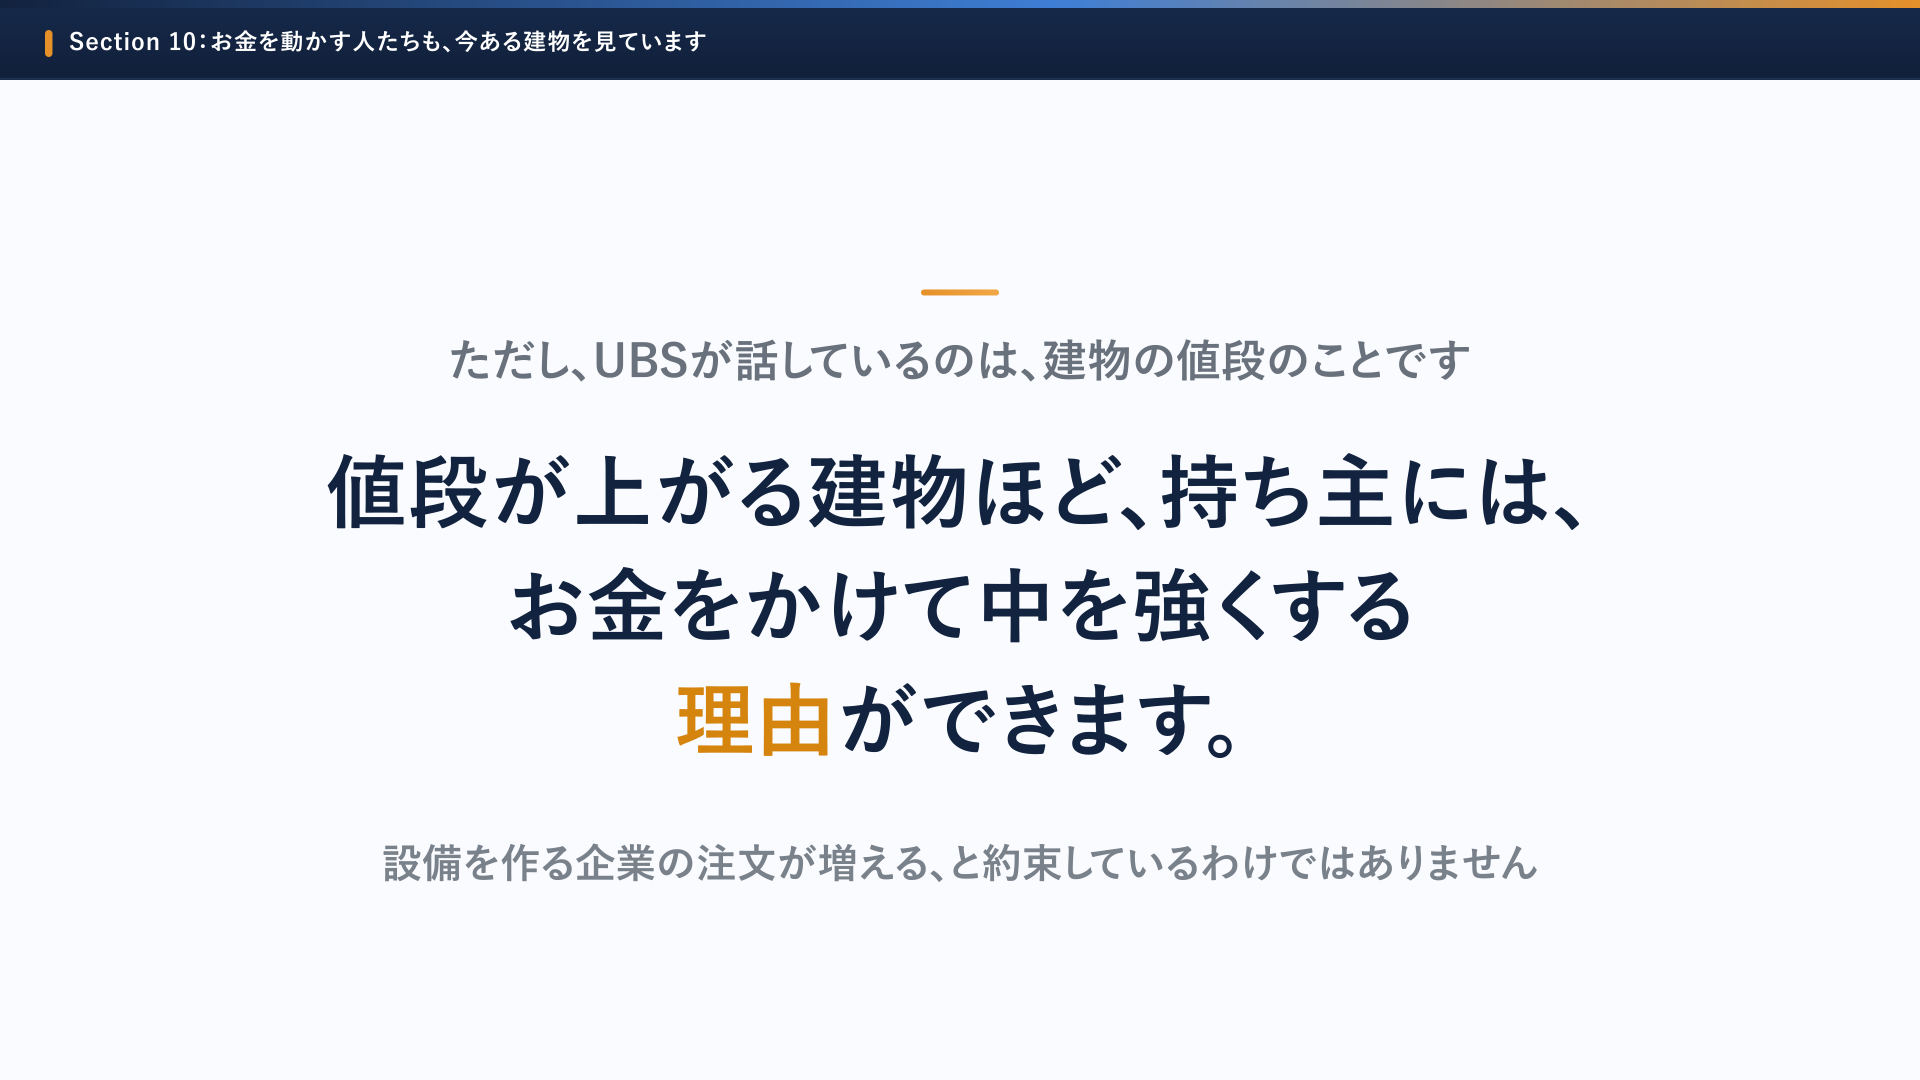 Section 10：お金を動かす人たちも、今ある建物を見ています
ただし、UBSが話しているのは、建物の値段のことです
値段が上がる建物ほど、持ち主には、
お金をかけて中を強くする
理由ができます。
設備を作る企業の注文が増える、と約束しているわけではありません